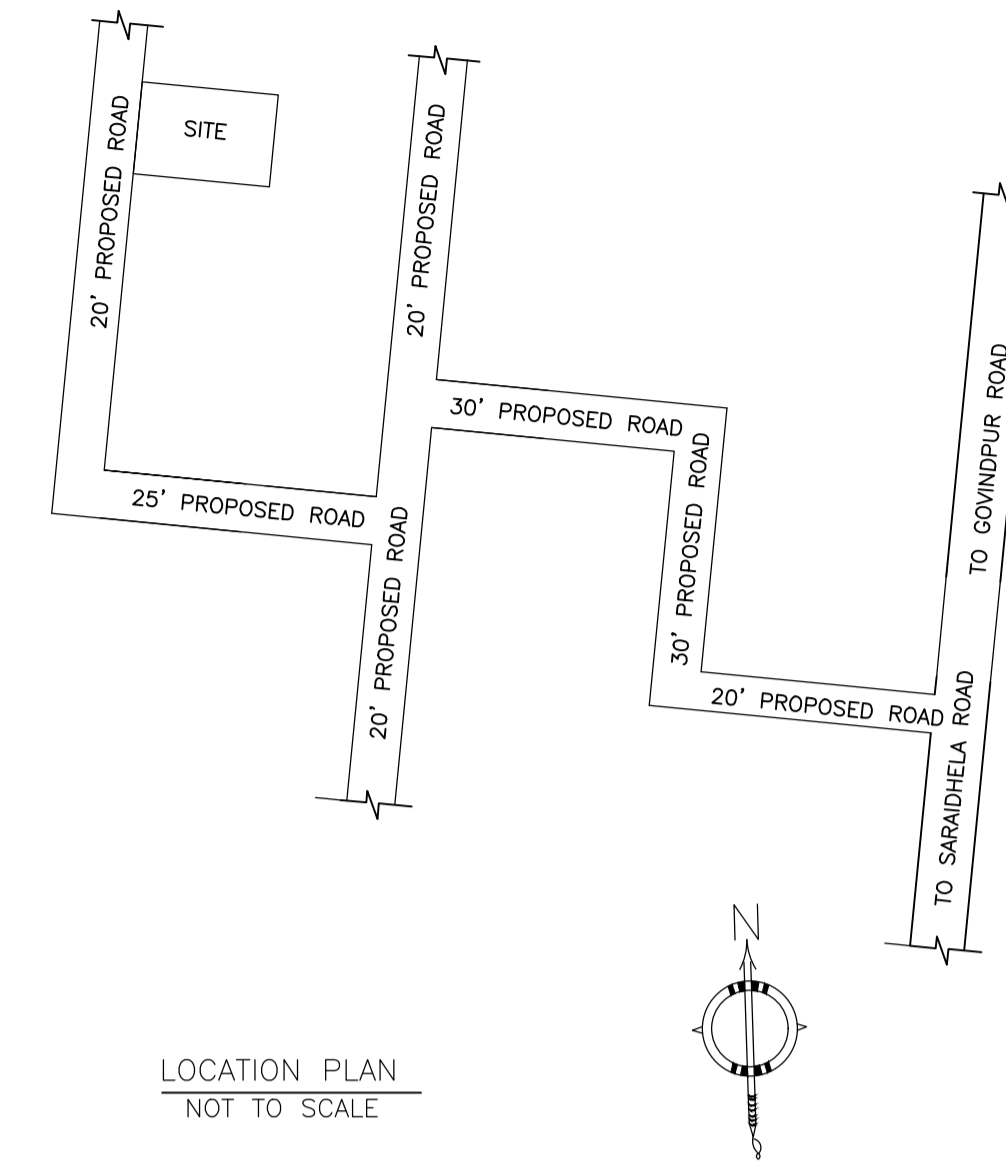 SITE
20' PROPOSED ROAD
20' PROPOSED ROAD
30' PROPOSED ROAD
25' PROPOSED ROAD
20' PROPOSED ROAD
30' PROPOSED ROAD
20' PROPOSED ROAD
TO GOVINDPUR ROAD
TO SARAIDHELA ROAD
N
LOCATION PLAN
NOT TO SCALE